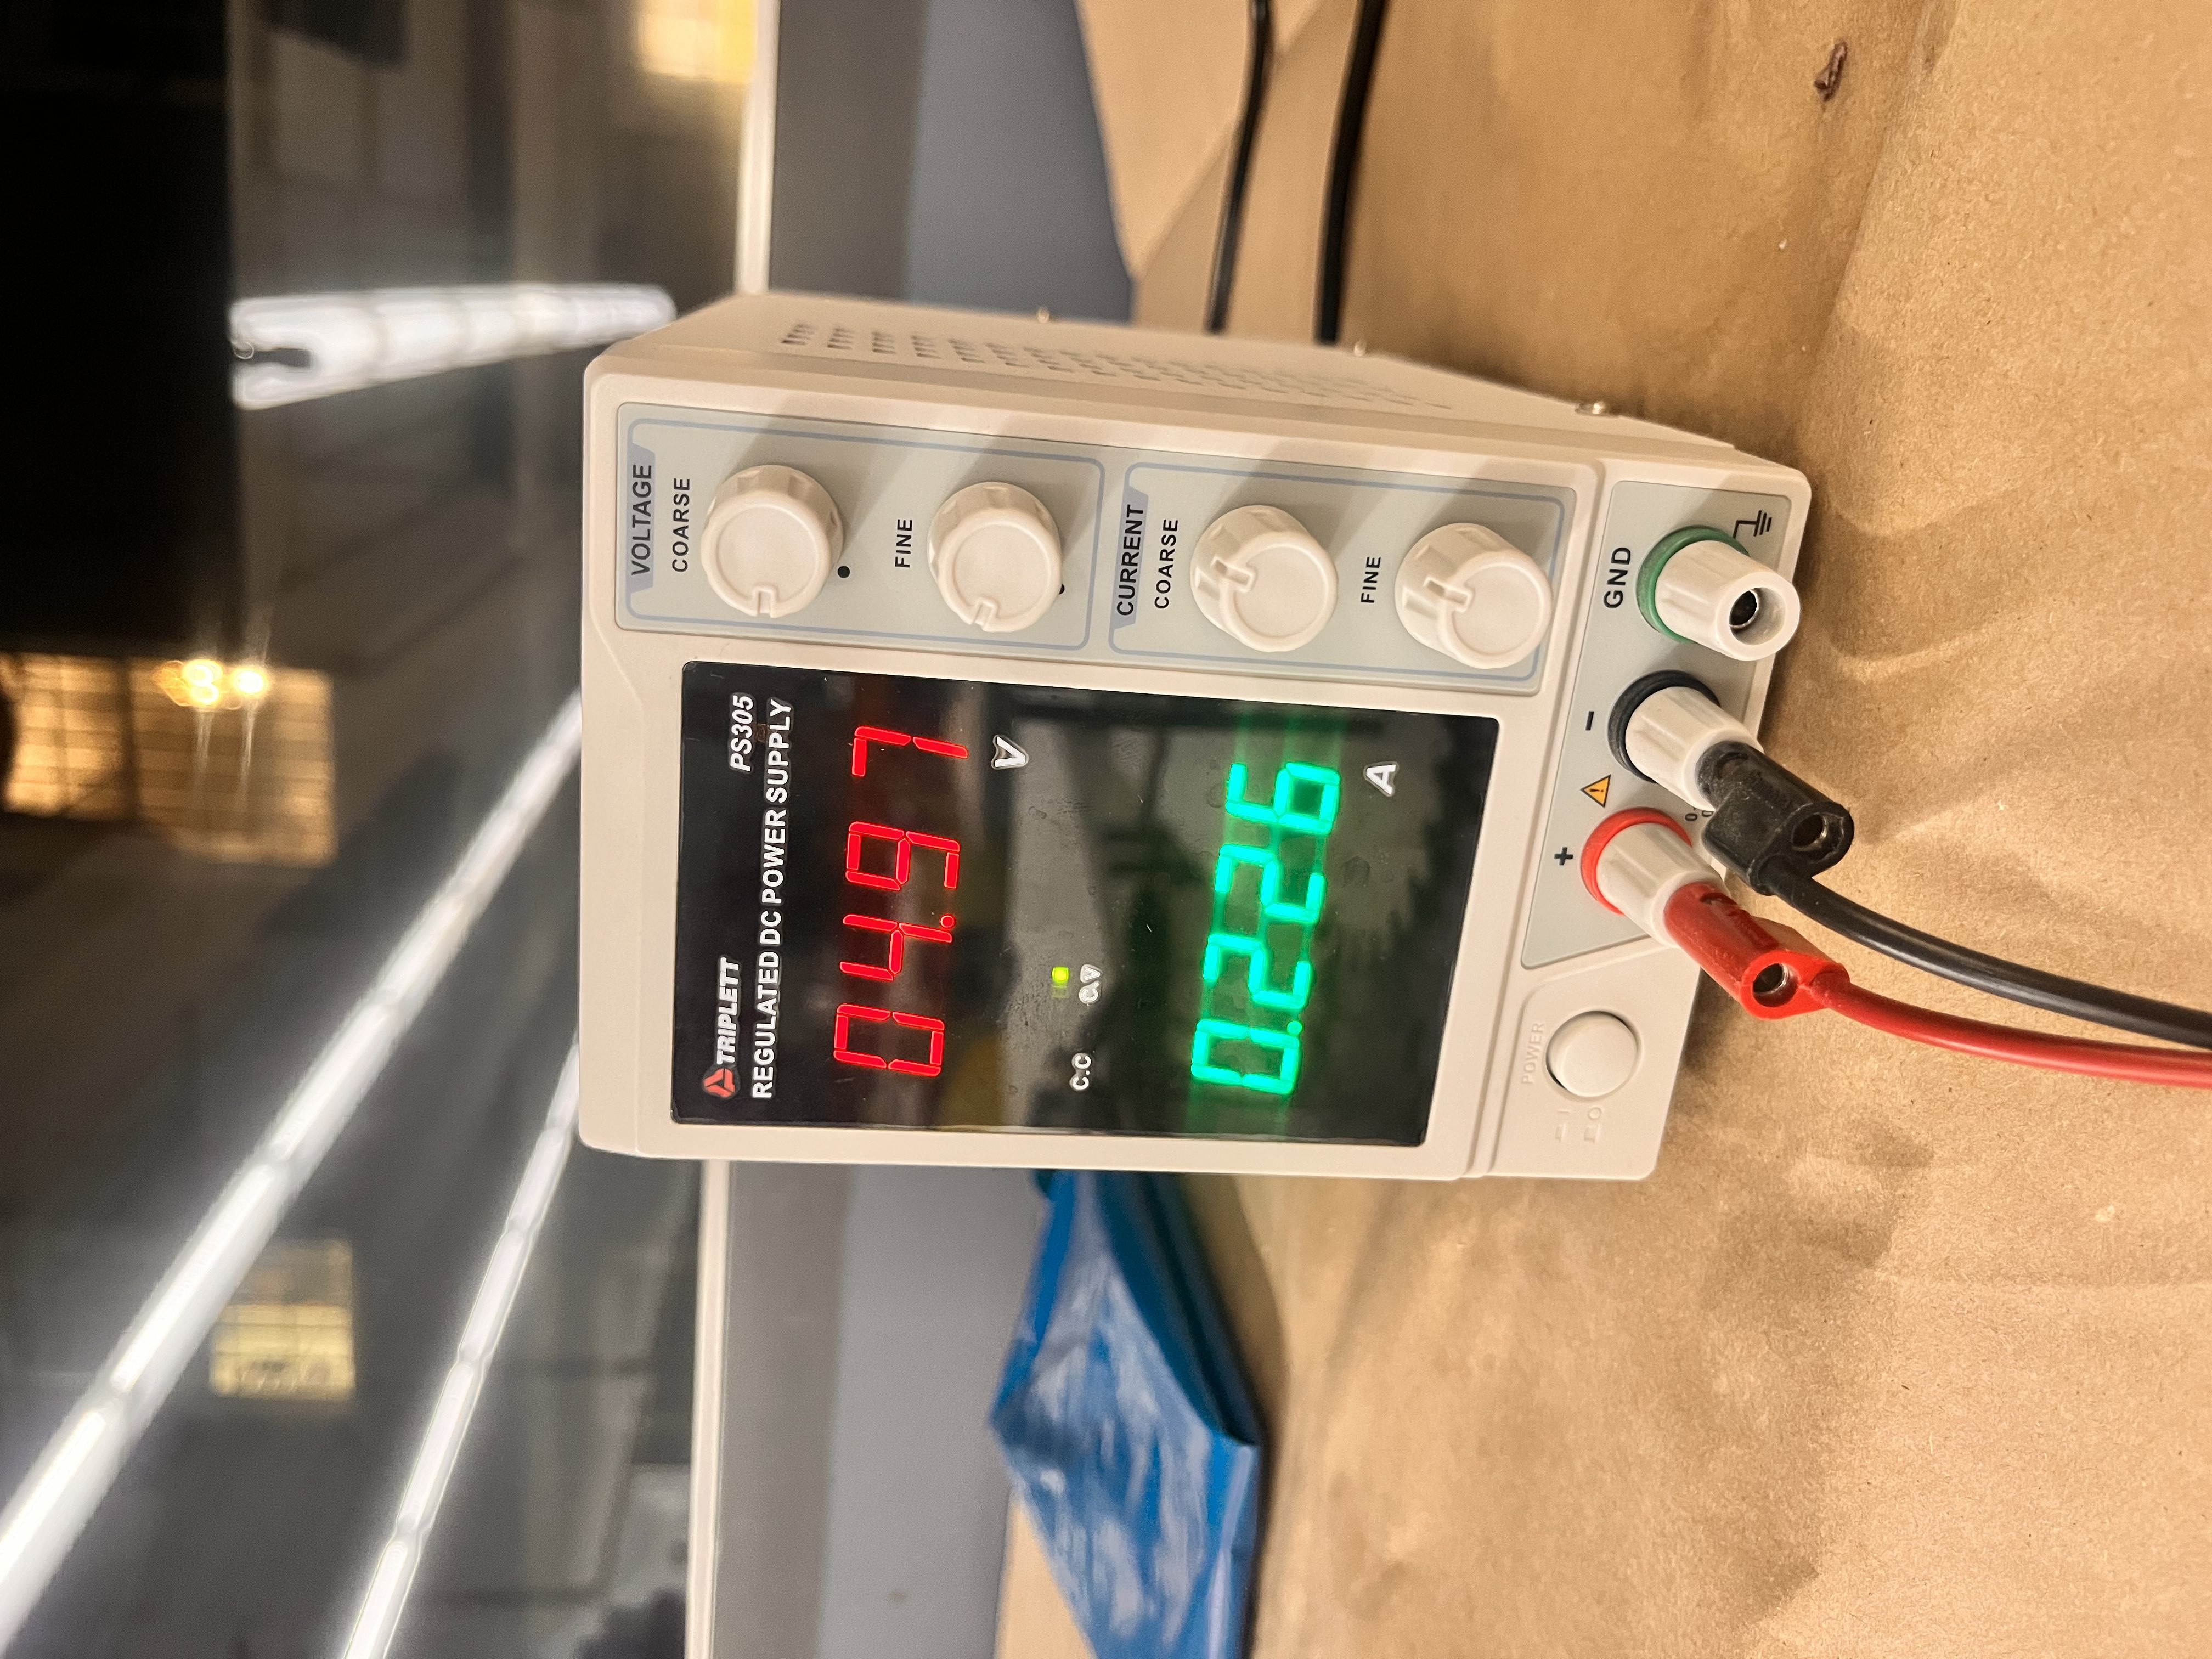 TRIPLETT
PS305
REGULATED DC POWER SUPPLY
04.97
V
C.C
C.V
0.226
A
VOLTAGE
COARSE
FINE
CURRENT
COARSE
FINE
POWER
I
O
+
-
GND